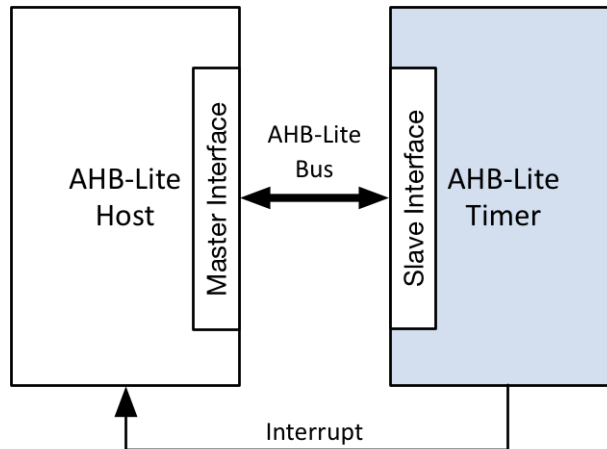 AHB-Lite
Host
Master Interface
AHB-Lite
Bus
Slave Interface
AHB-Lite
Timer
Interrupt